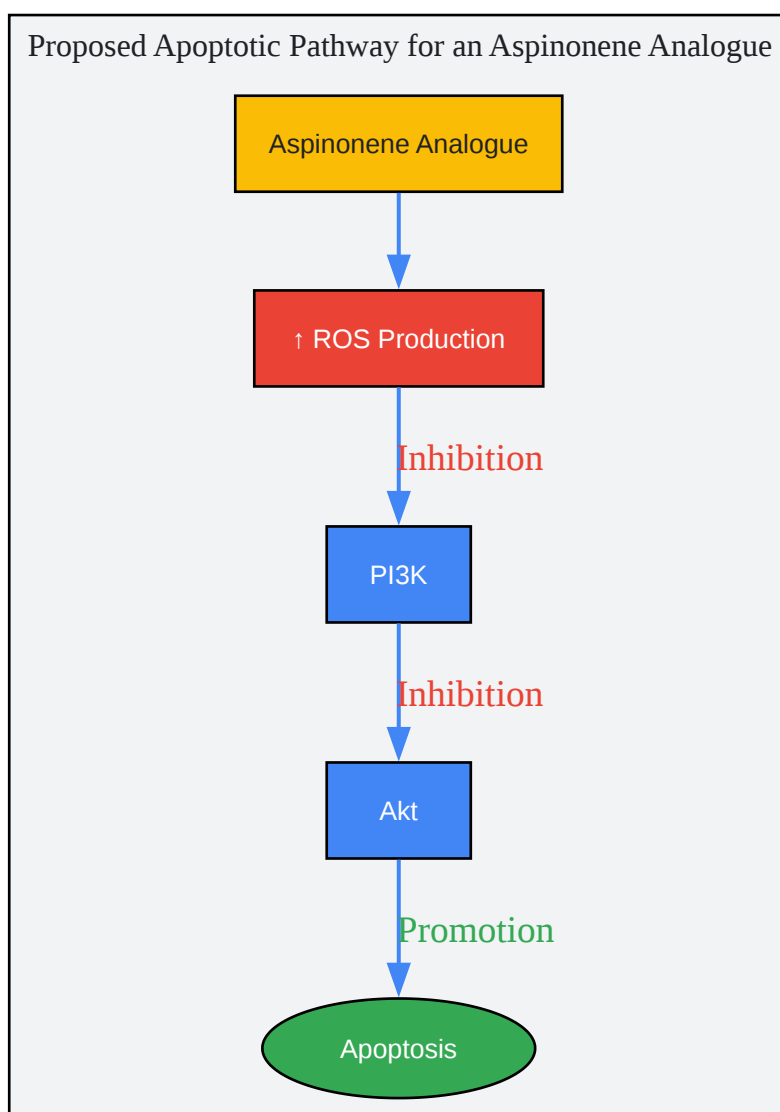 Proposed Apoptotic Pathway for an Aspinonene Analogue
Aspinonene Analogue
↑ ROS Production
Inhibition
PI3K
Inhibition
Akt
Promotion
Apoptosis